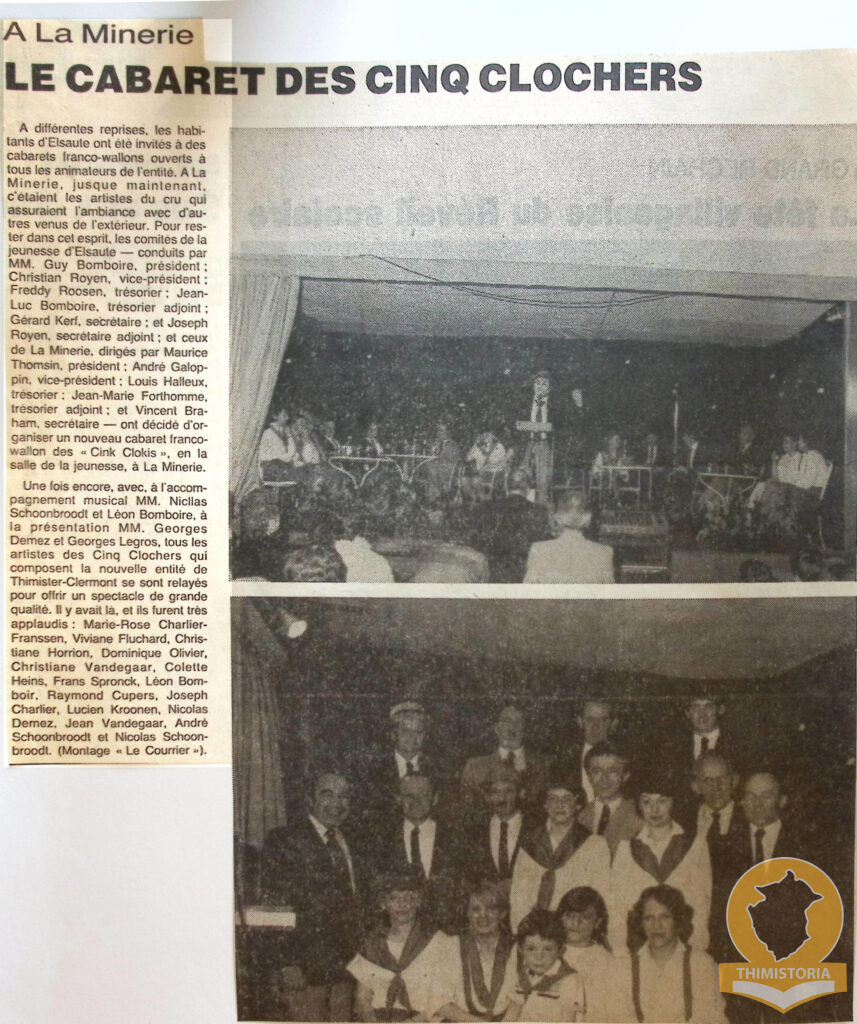 A La Minerie
LE CABARET DES CINQ CLOCHERS
A différentes reprises, les habi-
tants d'Elsaute ont été invités à des
cabarets franco-wallons ouverts à
tous les animateurs de l'entité. A La
Minerie, jusque maintenant,
c'étaient les artistes du cru qui
assuraient l'ambiance avec d'au-
tres venus de l'extérieur. Pour res-
ter dans cet esprit, les comités de la
jeunesse d'Elsaute — conduits par
MM. Guy Bomboire, président ;
Christian Royen, vice-président ;
Freddy Roosen, trésorier ; Jean-
Luc Bomboire, trésorier adjoint ;
Gérard Kerf, secrétaire ; et Joseph
Royen, secrétaire adjoint ; et ceux
de La Minerie, dirigés par Maurice
Thomsin, président ; André Galop-
pin, vice-président ; Louis Halleux,
trésorier ; Jean-Marie Forthomme,
trésorier adjoint ; et Vincent Bra-
ham, secrétaire — ont décidé d'or-
ganiser un nouveau cabaret franco-
wallon des « Cink Clokis », en la
salle de la jeunesse, à La Minerie.
Une fois encore, avec, à l'accom-
pagnement musical MM. Nicllas
Schoonbroodt et Léon Bomboire, à
la présentation MM. Georges
Demez et Georges Legros, tous les
artistes des Cinq Clochers qui
composent la nouvelle entité de
Thimister-Clermont se sont relayés
pour offrir un spectacle de grande
qualité. Il y avait là, et ils furent très
applaudis : Marie-Rose Charlier-
Franssen, Viviane Fluchard, Chris-
tiane Horrion, Dominique Olivier,
Christiane Vandegaar, Colette
Heins, Frans Spronck, Léon Bom-
boir, Raymond Cupers, Joseph
Charlier, Lucien Kroonen, Nicolas
Demez, Jean Vandegaar, André
Schoonbroodt et Nicolas Schoon-
broodt. (Montage « Le Courrier »).
GRAND RECHAIN
La fête villageoise du Réveil scolaire
THIMISTORIA